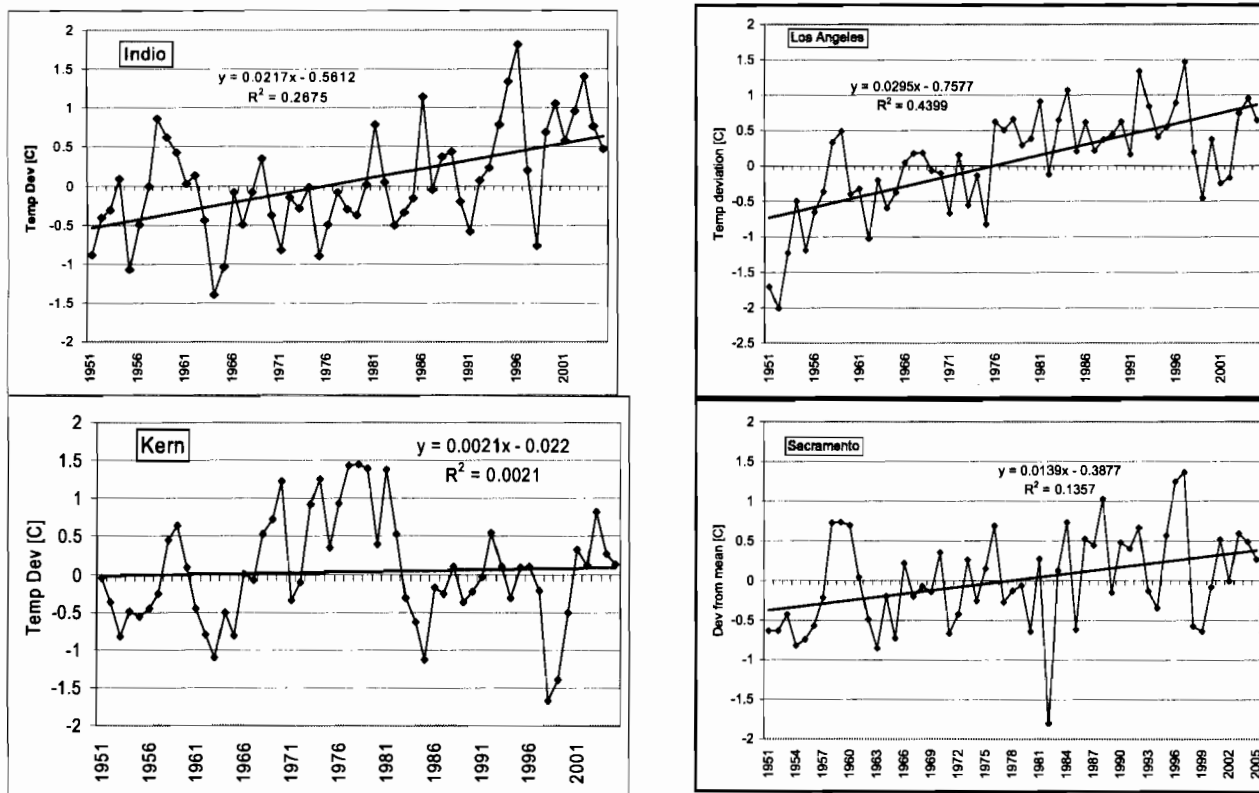 Indio
y = 0.0217x - 0.5612
R² = 0.2675
Temp Dev [C]
2
1.5
1
0.5
0
-0.5
-1
-1.5
-2
1951 1956 1961 1966 1971 1976 1981 1986 1991 1996 2001
Los Angeles
y = 0.0295x - 0.7577
R² = 0.4399
Temp deviation [C]
2
1.5
1
0.5
0
-0.5
-1
-1.5
-2
-2.5
1951 1956 1961 1966 1971 1976 1981 1986 1991 1996 2001
Kern
y = 0.0021x - 0.022
R² = 0.0021
Temp Dev [C]
2
1.5
1
0.5
0
-0.5
-1
-1.5
-2
1951 1956 1961 1966 1971 1976 1981 1986 1991 1996 2001
Sacramento
y = 0.0139x - 0.3877
R² = 0.1357
Dev from mean [C]
2
1.5
1
0.5
0
-0.5
-1
-1.5
-2
1951 1954 1957 1960 1963 1966 1969 1972 1975 1978 1981 1984 1987 1990 1993 1996 1999 2002 2005